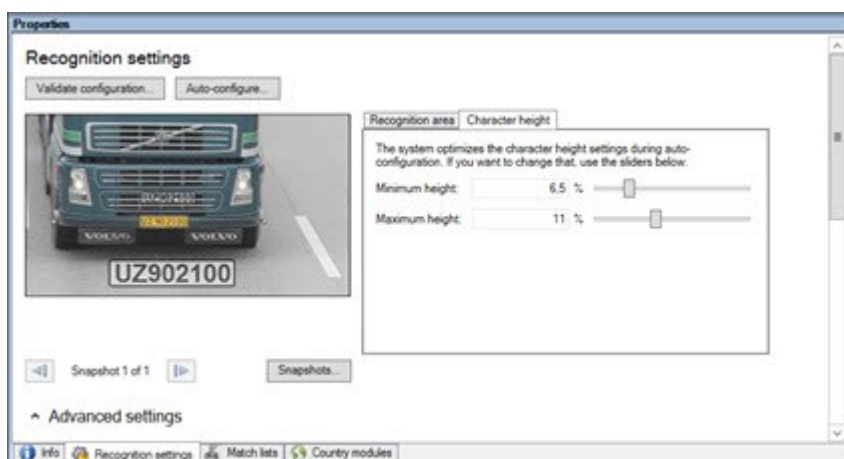 Properties
Recognition settings
Validate configuration...
Auto-configure...
Recognition area
Character height
The system optimizes the character height settings during auto-
configuration. If you want to change that, use the sliders below.
Minimum height:
6.5 %
Maximum height:
11 %
VOLVO
VOLVO
UZ902100
Snapshot 1 of 1
Snapshots...
Advanced settings
Info
Recognition settings
Match lists
Country modules